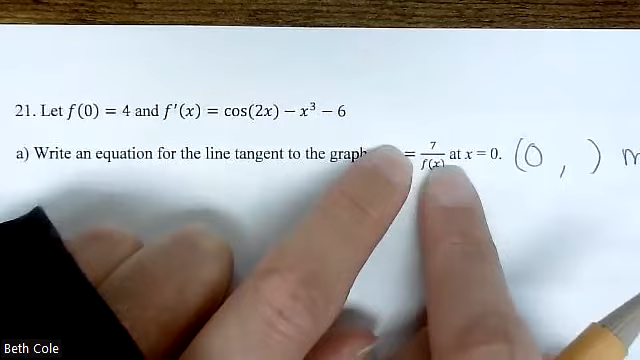 21. Let f(0) = 4 and f'(x) = cos(2x) − x³ − 6
a) Write an equation for the line tangent to the graph = 7/f(x) at x = 0. (0, ) m
Beth Cole